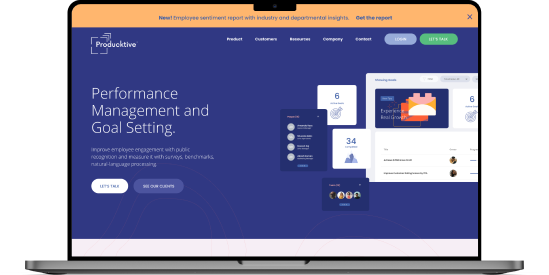 New! Employee sentiment report with industry and departmental insights. Get the report
Producktive
Product Customers Resources Company Contact LOGIN LET'S TALK
Performance
Management and
Goal Setting.
Improve employee engagement with public
recognition and measure it with surveys, benchmarks,
natural-language processing.
LET'S TALK SEE OUR CLIENTS
6
34
Experience
Real Growth
6